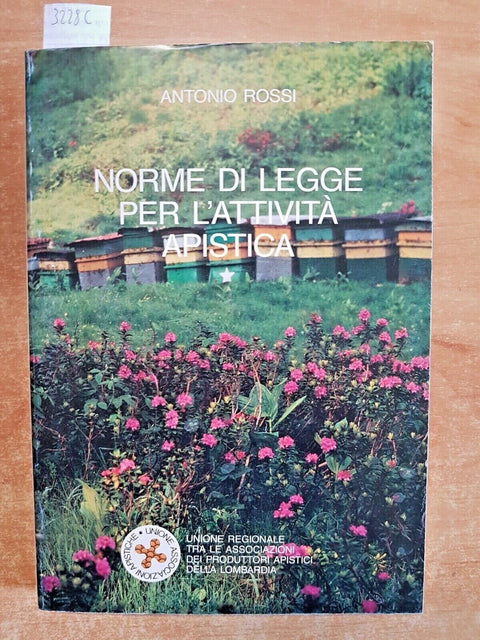 3228C
ANTONIO ROSSI
NORME DI LEGGE
PER L'ATTIVITÀ
APISTICA
UNIONE ASSOCIAZIONI APISTICHE •
UNIONE REGIONALE
TRA LE ASSOCIAZIONI
DEI PRODUTTORI APISTICI
DELLA LOMBARDIA